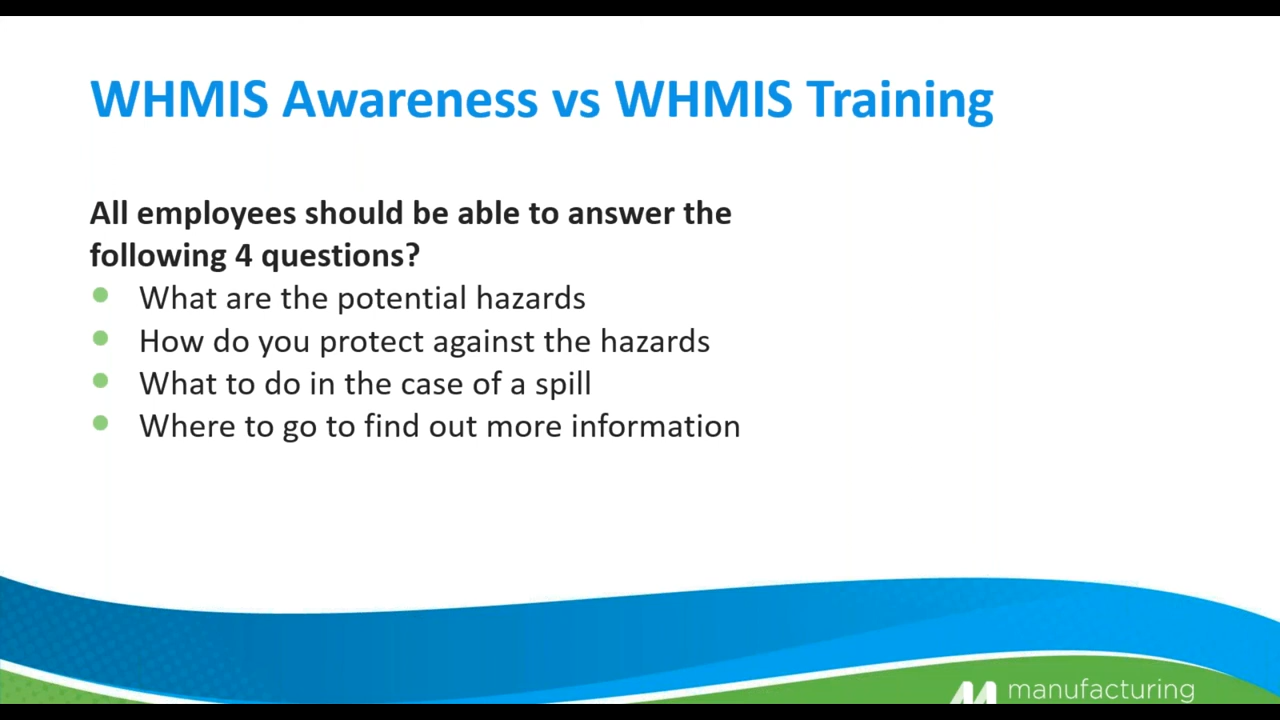 WHMIS Awareness vs WHMIS Training
All employees should be able to answer the
following 4 questions?
What are the potential hazards
How do you protect against the hazards
What to do in the case of a spill
Where to go to find out more information
manufacturing